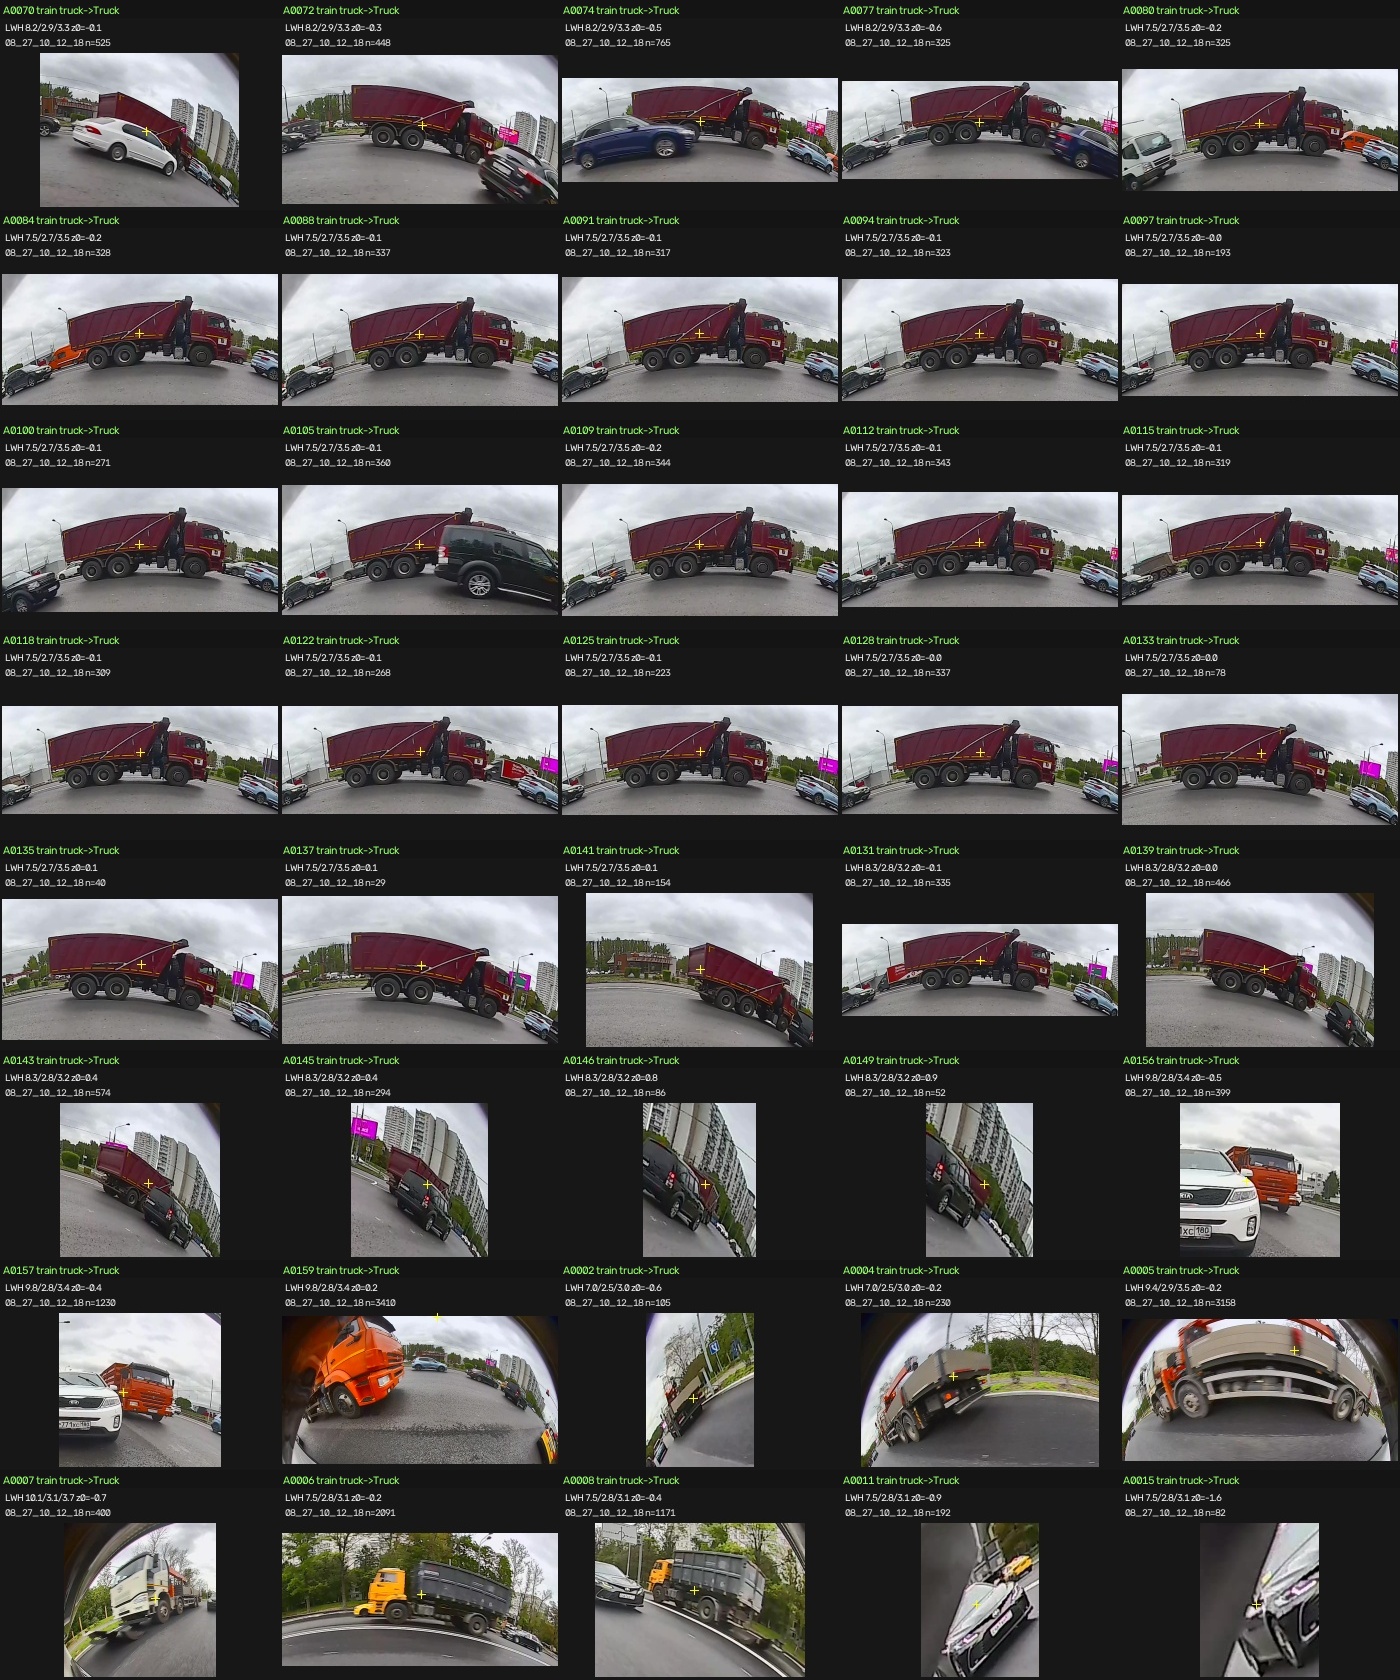 A0070 train truck->Truck
LWH 8.2/2.9/3.3 z0=-0.1
08_27_10_12_18 n=525
A0072 train truck->Truck
LWH 8.2/2.9/3.3 z0=-0.3
08_27_10_12_18 n=448
A0074 train truck->Truck
LWH 8.2/2.9/3.3 z0=-0.5
08_27_10_12_18 n=765
A0077 train truck->Truck
LWH 8.2/2.9/3.3 z0=-0.6
08_27_10_12_18 n=325
A0080 train truck->Truck
LWH 7.5/2.7/3.5 z0=-0.2
08_27_10_12_18 n=325
A0084 train truck->Truck
LWH 7.5/2.7/3.5 z0=-0.2
08_27_10_12_18 n=328
A0088 train truck->Truck
LWH 7.5/2.7/3.5 z0=-0.1
08_27_10_12_18 n=337
A0091 train truck->Truck
LWH 7.5/2.7/3.5 z0=-0.1
08_27_10_12_18 n=317
A0094 train truck->Truck
LWH 7.5/2.7/3.5 z0=-0.1
08_27_10_12_18 n=323
A0097 train truck->Truck
LWH 7.5/2.7/3.5 z0=-0.0
08_27_10_12_18 n=193
A0100 train truck->Truck
LWH 7.5/2.7/3.5 z0=-0.1
08_27_10_12_18 n=271
A0105 train truck->Truck
LWH 7.5/2.7/3.5 z0=-0.1
08_27_10_12_18 n=360
A0109 train truck->Truck
LWH 7.5/2.7/3.5 z0=-0.2
08_27_10_12_18 n=344
A0112 train truck->Truck
LWH 7.5/2.7/3.5 z0=-0.1
08_27_10_12_18 n=343
A0115 train truck->Truck
LWH 7.5/2.7/3.5 z0=-0.1
08_27_10_12_18 n=319
A0118 train truck->Truck
LWH 7.5/2.7/3.5 z0=-0.1
08_27_10_12_18 n=309
A0122 train truck->Truck
LWH 7.5/2.7/3.5 z0=-0.1
08_27_10_12_18 n=268
A0125 train truck->Truck
LWH 7.5/2.7/3.5 z0=-0.1
08_27_10_12_18 n=223
A0128 train truck->Truck
LWH 7.5/2.7/3.5 z0=-0.0
08_27_10_12_18 n=337
A0133 train truck->Truck
LWH 7.5/2.7/3.5 z0=0.0
08_27_10_12_18 n=78
A0135 train truck->Truck
LWH 7.5/2.7/3.5 z0=0.1
08_27_10_12_18 n=40
A0137 train truck->Truck
LWH 7.5/2.7/3.5 z0=0.1
08_27_10_12_18 n=29
A0141 train truck->Truck
LWH 7.5/2.7/3.5 z0=0.1
08_27_10_12_18 n=154
A0131 train truck->Truck
LWH 8.3/2.8/3.2 z0=-0.1
08_27_10_12_18 n=335
A0139 train truck->Truck
LWH 8.3/2.8/3.2 z0=0.0
08_27_10_12_18 n=466
A0143 train truck->Truck
LWH 8.3/2.8/3.2 z0=0.4
08_27_10_12_18 n=574
A0145 train truck->Truck
LWH 8.3/2.8/3.2 z0=0.4
08_27_10_12_18 n=294
A0146 train truck->Truck
LWH 8.3/2.8/3.2 z0=0.8
08_27_10_12_18 n=86
A0149 train truck->Truck
LWH 8.3/2.8/3.2 z0=0.9
08_27_10_12_18 n=52
A0156 train truck->Truck
LWH 9.8/2.8/3.4 z0=-0.5
08_27_10_12_18 n=399
A0157 train truck->Truck
LWH 9.8/2.8/3.4 z0=-0.4
08_27_10_12_18 n=1230
A0159 train truck->Truck
LWH 9.8/2.8/3.4 z0=0.2
08_27_10_12_18 n=3410
A0002 train truck->Truck
LWH 7.0/2.5/3.0 z0=-0.6
08_27_10_12_18 n=105
A0004 train truck->Truck
LWH 7.0/2.5/3.0 z0=-0.2
08_27_10_12_18 n=230
A0005 train truck->Truck
LWH 9.4/2.9/3.5 z0=-0.2
08_27_10_12_18 n=3158
A0007 train truck->Truck
LWH 10.1/3.1/3.7 z0=-0.7
08_27_10_12_18 n=400
A0006 train truck->Truck
LWH 7.5/2.8/3.1 z0=-0.2
08_27_10_12_18 n=2091
A0008 train truck->Truck
LWH 7.5/2.8/3.1 z0=-0.4
08_27_10_12_18 n=1171
A0011 train truck->Truck
LWH 7.5/2.8/3.1 z0=-0.9
08_27_10_12_18 n=192
A0015 train truck->Truck
LWH 7.5/2.8/3.1 z0=-1.6
08_27_10_12_18 n=82